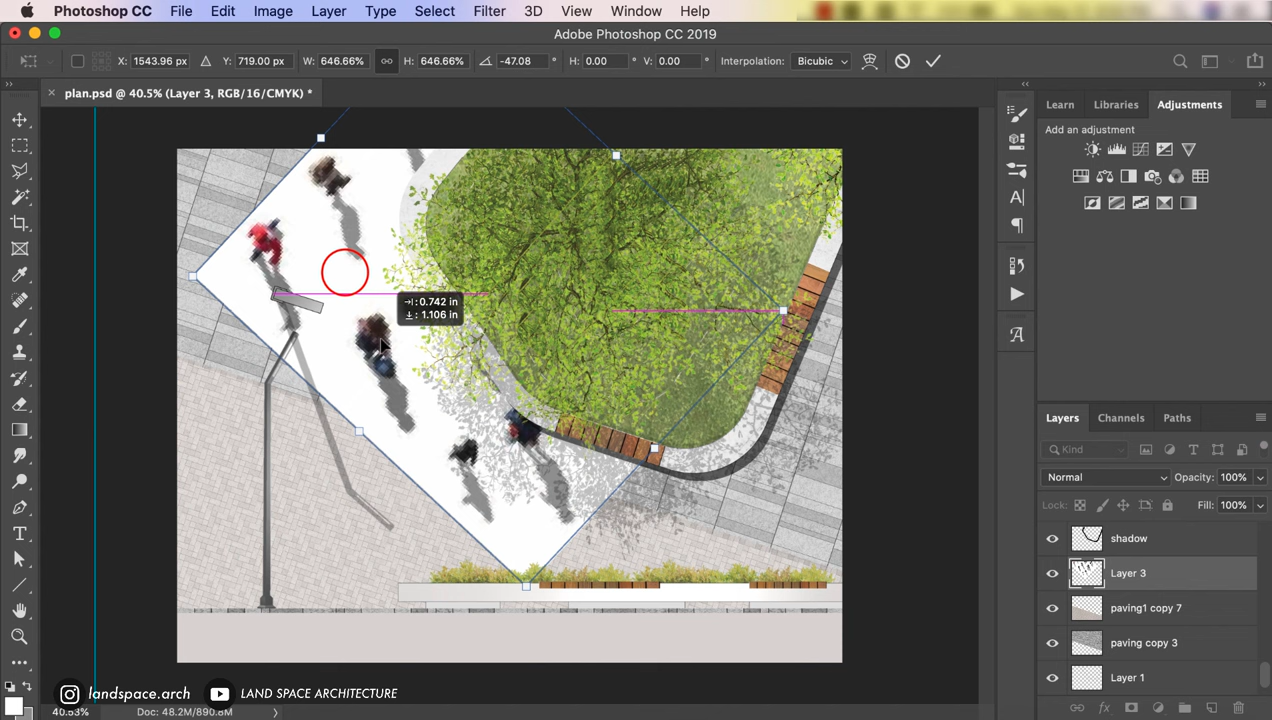 Photoshop CC File Edit Image Layer Type Select Filter 3D View Window Help
Adobe Photoshop CC 2019
X: 1543.96 px Y: 719.00 px W: 646.66% H: 646.66% -47.08 ° H: 0.00 ° V: 0.00 ° Interpolation: Bicubic
plan.psd @ 40.5% (Layer 3, RGB/16/CMYK) *
Learn Libraries Adjustments
Add an adjustment
: 0.742 in
: 1.106 in
Layers Channels Paths
Kind
Normal Opacity: 100%
Lock: Fill: 100%
shadow
Layer 3
paving1 copy 7
paving copy 3
Layer 1
landspace.arch LAND SPACE ARCHITECTURE
40.53% Doc: 48.2M/890.8M